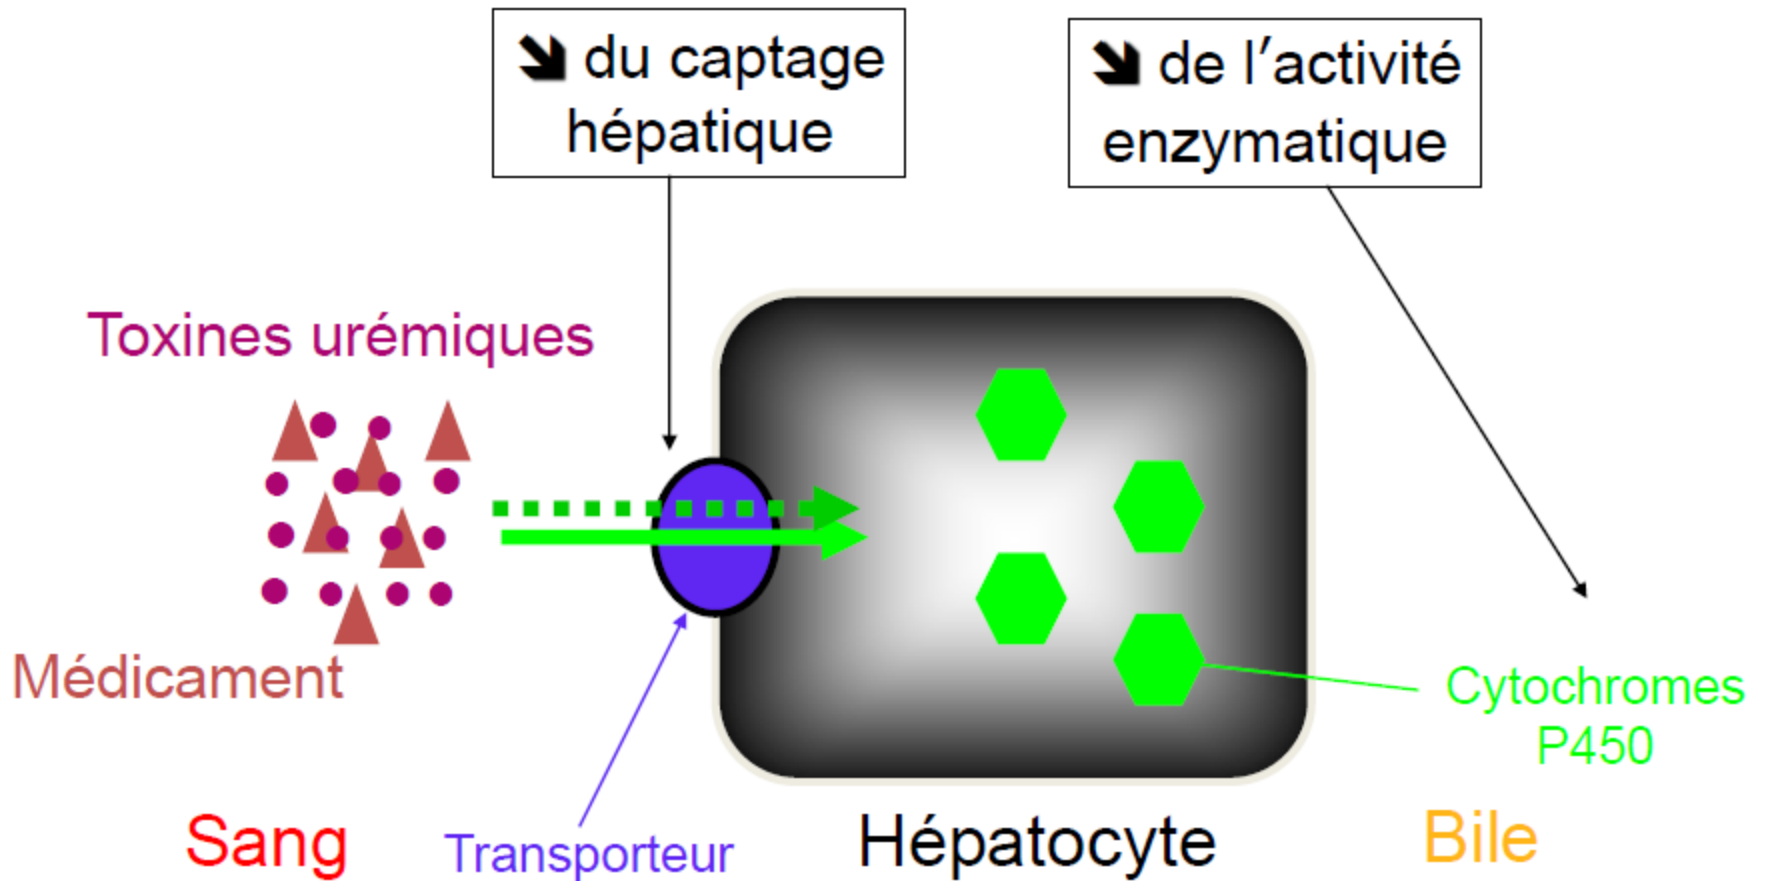 ↘ du captage
hépatique
↘ de l'activité
enzymatique
Toxines urémiques
Médicament
Cytochromes
P450
Sang
Transporteur
Hépatocyte
Bile